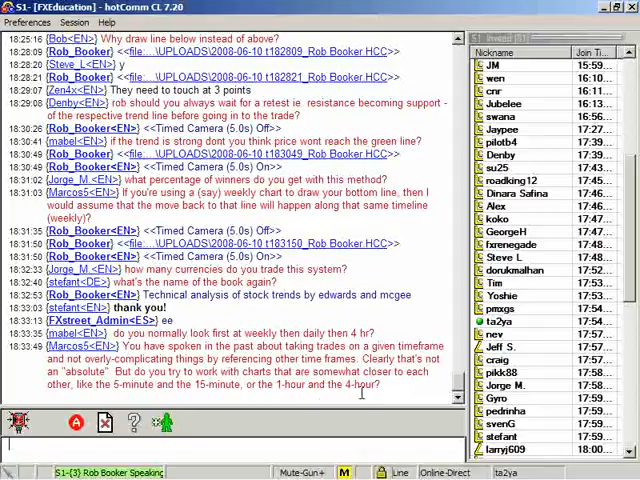 S1- [FXEducation] - hotComm CL 7.20
Preferences Session Help
18:25:16 {Bob<EN>} Why draw line below instead of above?
18:28:09 {Rob_Booker} <<file:...\UPLOADS\2008-06-10 t182809_Rob Booker.HCC>>
18:28:20 {Steve_L<EN>} y
18:28:21 {Rob_Booker} <<file:...\UPLOADS\2008-06-10 t182821_Rob Booker.HCC>>
18:29:07 {Zen4x<EN>} They need to touch at 3 points
18:29:08 {Denby<EN>} rob should you always wait for a retest ie resistance becoming support -
of the respective trend line before going in to the trade?
18:30:26 {Rob_Booker<EN>} <<Timed Camera (5.0s) Off>>
18:30:41 {mabel<EN>} if the trend is strong dont you think price wont reach the green line?
18:30:49 {Rob_Booker<EN>} <<file:...\UPLOADS\2008-06-10 t183049_Rob Booker.HCC>>
18:30:49 {Rob_Booker<EN>} <<Timed Camera (5.0s) On>>
18:31:02 {Jorge_M.<EN>} what percentage of winners do you get with this method?
18:31:03 {Marcos5<EN>} If you're using a (say) weekly chart to draw your bottom line, then I
would assume that the move back to that line will happen along that same timeline
(weekly)?
18:31:35 {Rob_Booker<EN>} <<Timed Camera (5.0s) Off>>
18:31:50 {Rob_Booker<EN>} <<file:...\UPLOADS\2008-06-10 t183150_Rob Booker.HCC>>
18:31:50 {Rob_Booker<EN>} <<Timed Camera (5.0s) On>>
18:32:33 {Jorge_M.<EN>} how many currencies do you trade this system?
18:32:40 {stefant<DE>} what's the name of the book again?
18:32:53 {Rob_Booker<EN>} Technical analysis of stock trends by edwards and mcgee
18:33:03 {stefant<EN>} thank you!
18:33:19 {FXstreet_Admin<ES>} ee
18:33:35 {mabel<EN>} do you normally look first at weekly then daily then 4 hr?
18:33:49 {Marcos5<EN>} You have spoken in the past about taking trades on a given timeframe
and not overly-complicating things by referencing other time frames. Clearly that's not
an "absolute" But do you try to work with charts that are somewhat closer to each
other, like the 5-minute and the 15-minute, or the 1-hour and the 4-hour?
Nickname Join Ti...
JM 15:59...
wen 16:10...
cnr 16:12...
Jubelee 16:12...
swana 16:56...
Jaypee 17:27...
pilotb4 17:27...
Denby 17:27...
su25 17:43...
roadking12 17:43...
Dinara Safina 17:46...
Alex 17:46...
koko 17:46...
GeorgeH 17:47...
fxrenegade 17:48...
Steve L 17:48...
dorukmalhan 17:54...
Tim 17:52...
Yoshie 17:52...
pmxgs 17:52...
ta2ya 17:54...
nev 17:53...
Jeff S. 17:54...
craig 17:55...
pikk88 17:54...
Jorge M. 17:57...
Gyro 17:57...
pedrinha 17:57...
svenG 17:57...
stefant 17:59...
larryj609 18:00...
A ?
S1-{3} Rob Booker Speaking
Mute-Gun+ M Line Online-Direct ta2ya